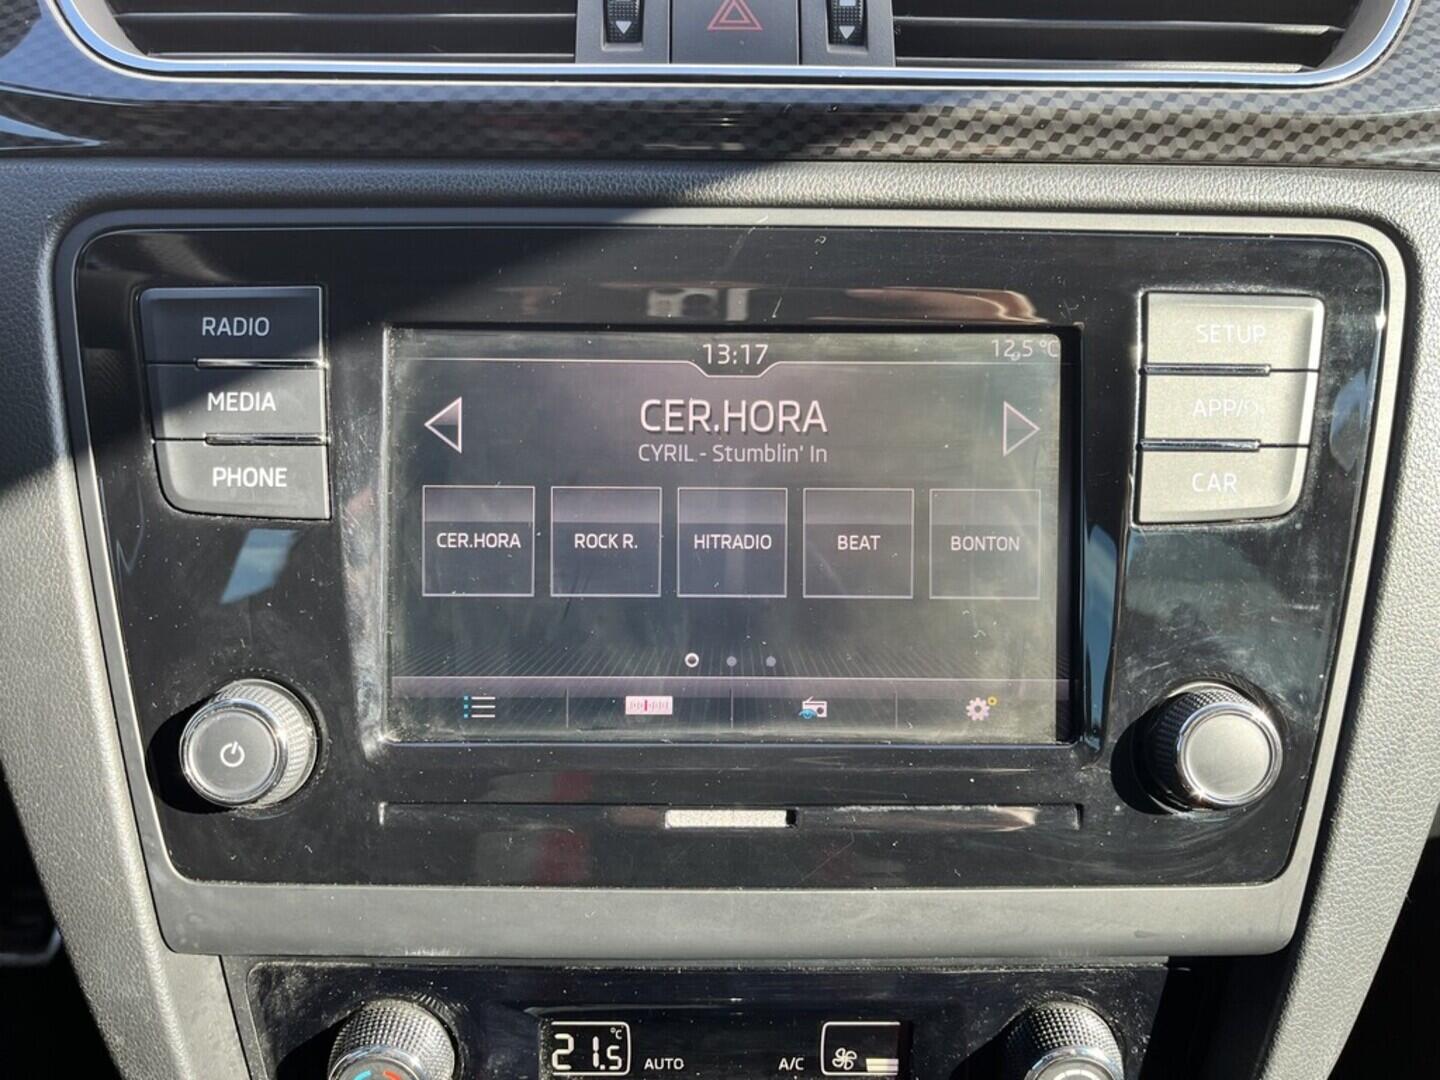 RADIO
MEDIA
PHONE
13:17
12,5 °C
CER.HORA
CYRIL - Stumblin' In
CER.HORA
ROCK R.
HITRADIO
BEAT
BONTON
SETUP
APP/
CAR
21.5 °C
AUTO
A/C